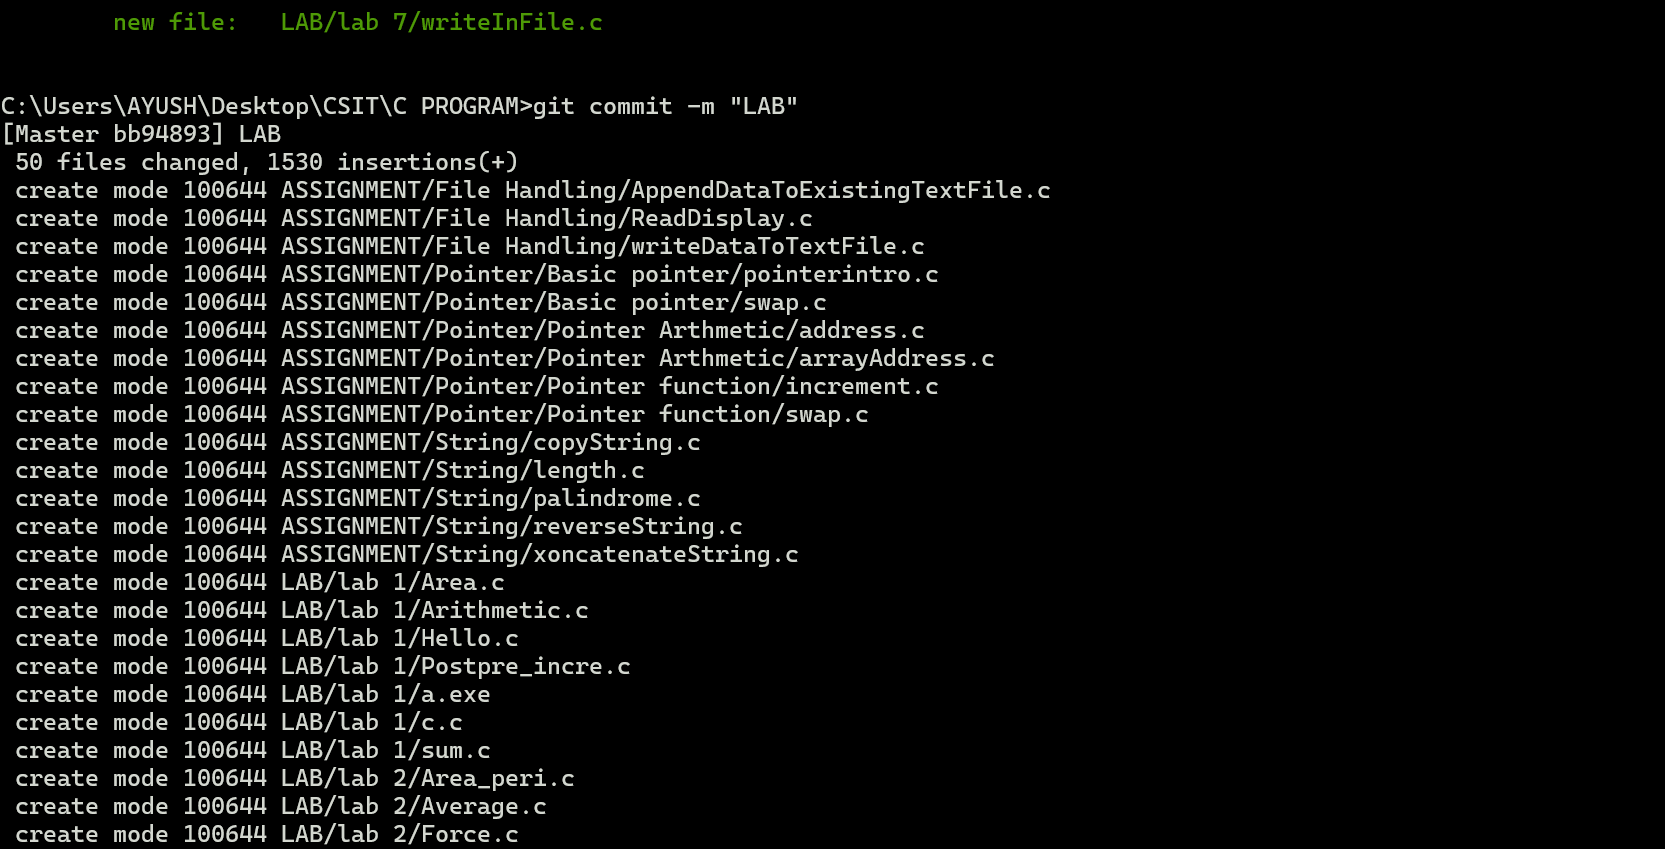 new file:   LAB/lab 7/writeInFile.c
C:\Users\AYUSH\Desktop\CSIT\C PROGRAM>git commit -m "LAB"
[Master bb94893] LAB
 50 files changed, 1530 insertions(+)
 create mode 100644 ASSIGNMENT/File Handling/AppendDataToExistingTextFile.c
 create mode 100644 ASSIGNMENT/File Handling/ReadDisplay.c
 create mode 100644 ASSIGNMENT/File Handling/writeDataToTextFile.c
 create mode 100644 ASSIGNMENT/Pointer/Basic pointer/pointerintro.c
 create mode 100644 ASSIGNMENT/Pointer/Basic pointer/swap.c
 create mode 100644 ASSIGNMENT/Pointer/Pointer Arthmetic/address.c
 create mode 100644 ASSIGNMENT/Pointer/Pointer Arthmetic/arrayAddress.c
 create mode 100644 ASSIGNMENT/Pointer/Pointer function/increment.c
 create mode 100644 ASSIGNMENT/Pointer/Pointer function/swap.c
 create mode 100644 ASSIGNMENT/String/copyString.c
 create mode 100644 ASSIGNMENT/String/length.c
 create mode 100644 ASSIGNMENT/String/palindrome.c
 create mode 100644 ASSIGNMENT/String/reverseString.c
 create mode 100644 ASSIGNMENT/String/xoncatenateString.c
 create mode 100644 LAB/lab 1/Area.c
 create mode 100644 LAB/lab 1/Arithmetic.c
 create mode 100644 LAB/lab 1/Hello.c
 create mode 100644 LAB/lab 1/Postpre_incre.c
 create mode 100644 LAB/lab 1/a.exe
 create mode 100644 LAB/lab 1/c.c
 create mode 100644 LAB/lab 1/sum.c
 create mode 100644 LAB/lab 2/Area_peri.c
 create mode 100644 LAB/lab 2/Average.c
 create mode 100644 LAB/lab 2/Force.c